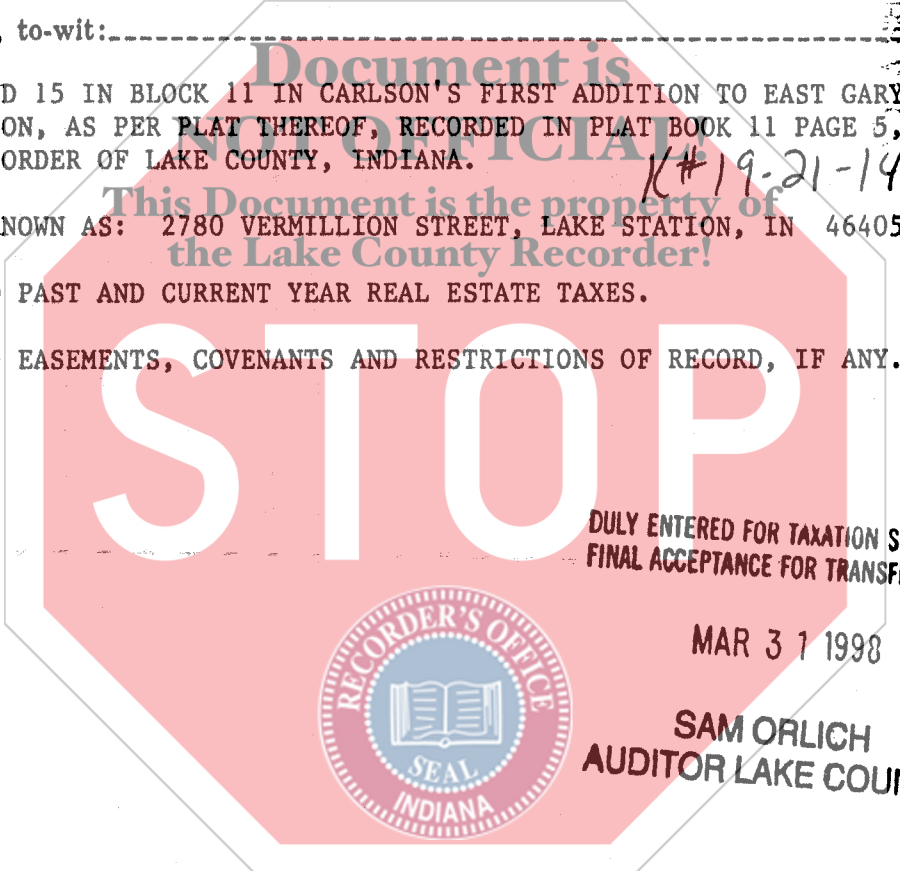 , to-wit:
Document is
D 15 IN BLOCK 11 IN CARLSON'S FIRST ADDITION TO EAST GARY
ON, AS PER PLAT THEREOF, RECORDED IN PLAT BOOK 11 PAGE 5,
NOT OFFICIAL!
ORDER OF LAKE COUNTY, INDIANA.
K# 19-21-14
This Document is the property of
NOWN AS: 2780 VERMILLION STREET, LAKE STATION, IN 46405
the Lake County Recorder!
PAST AND CURRENT YEAR REAL ESTATE TAXES.
EASEMENTS, COVENANTS AND RESTRICTIONS OF RECORD, IF ANY.
STOP
DULY ENTERED FOR TAXATION S
FINAL ACCEPTANCE FOR TRANSF
MAR 31 1998
SAM ORLICH
AUDITOR LAKE COUN
RECORDER'S OFFICE
SEAL
INDIANA